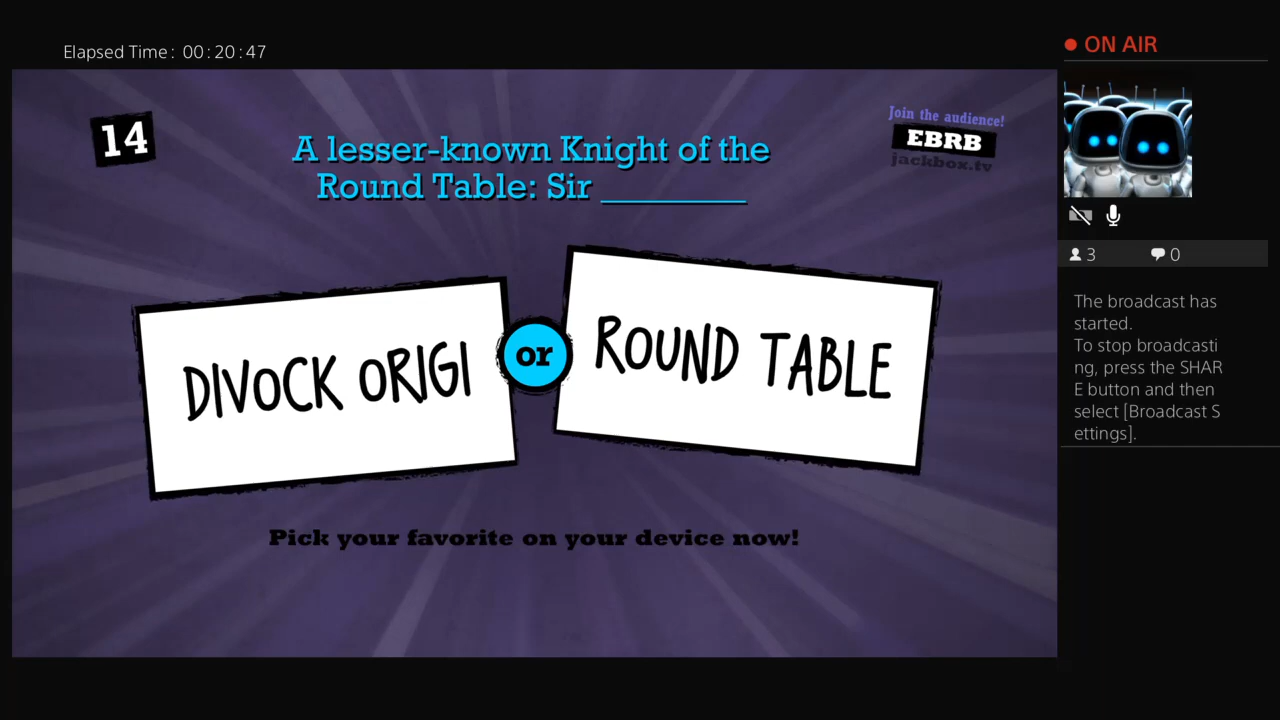 Elapsed Time: 00:20:47
ON AIR
14
Join the audience!
EBRB
jackbox.tv
A lesser-known Knight of the
Round Table: Sir _________
DIVOCK ORIGI
or
ROUND TABLE
Pick your favorite on your device now!
3
0
The broadcast has
started.
To stop broadcasti
ng, press the SHAR
E button and then
select [Broadcast S
ettings].